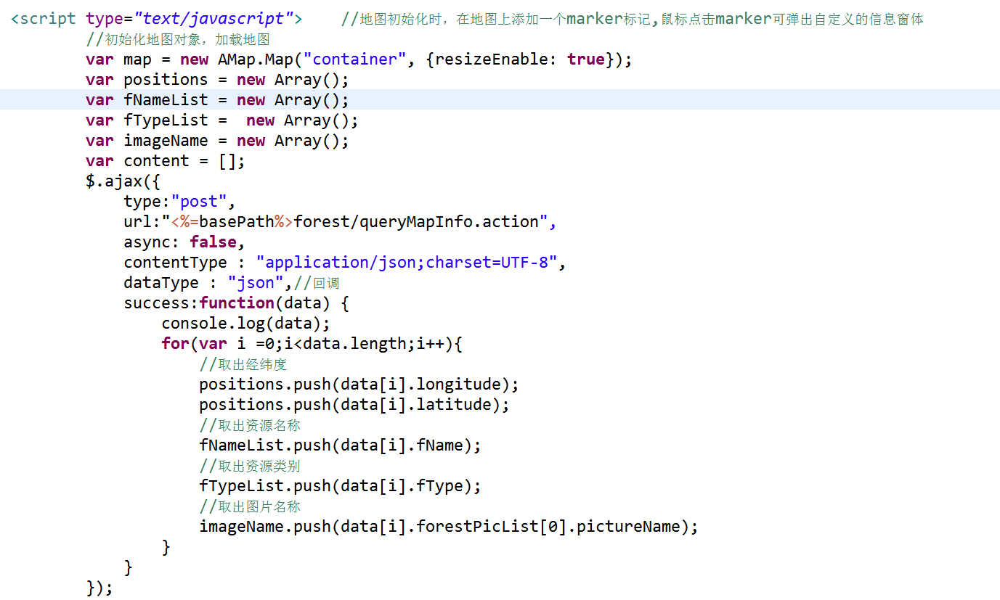 <script type="text/javascript">    //地图初始化时，在地图上添加一个marker标记,鼠标点击marker可弹出自定义的信息窗体
        //初始化地图对象，加载地图
        var map = new AMap.Map("container", {resizeEnable: true});
        var positions = new Array();
        var fNameList = new Array();
        var fTypeList =  new Array();
        var imageName = new Array();
        var content = [];
        $.ajax({
            type:"post",
            url:"<%=basePath%>forest/queryMapInfo.action",
            async: false,
            contentType : "application/json;charset=UTF-8",
            dataType : "json",//回调
            success:function(data) {
                console.log(data);
                for(var i =0;i<data.length;i++){
                    //取出经纬度
                    positions.push(data[i].longitude);
                    positions.push(data[i].latitude);
                    //取出资源名称
                    fNameList.push(data[i].fName);
                    //取出资源类别
                    fTypeList.push(data[i].fType);
                    //取出图片名称
                    imageName.push(data[i].forestPicList[0].pictureName);
                }
            }
        });